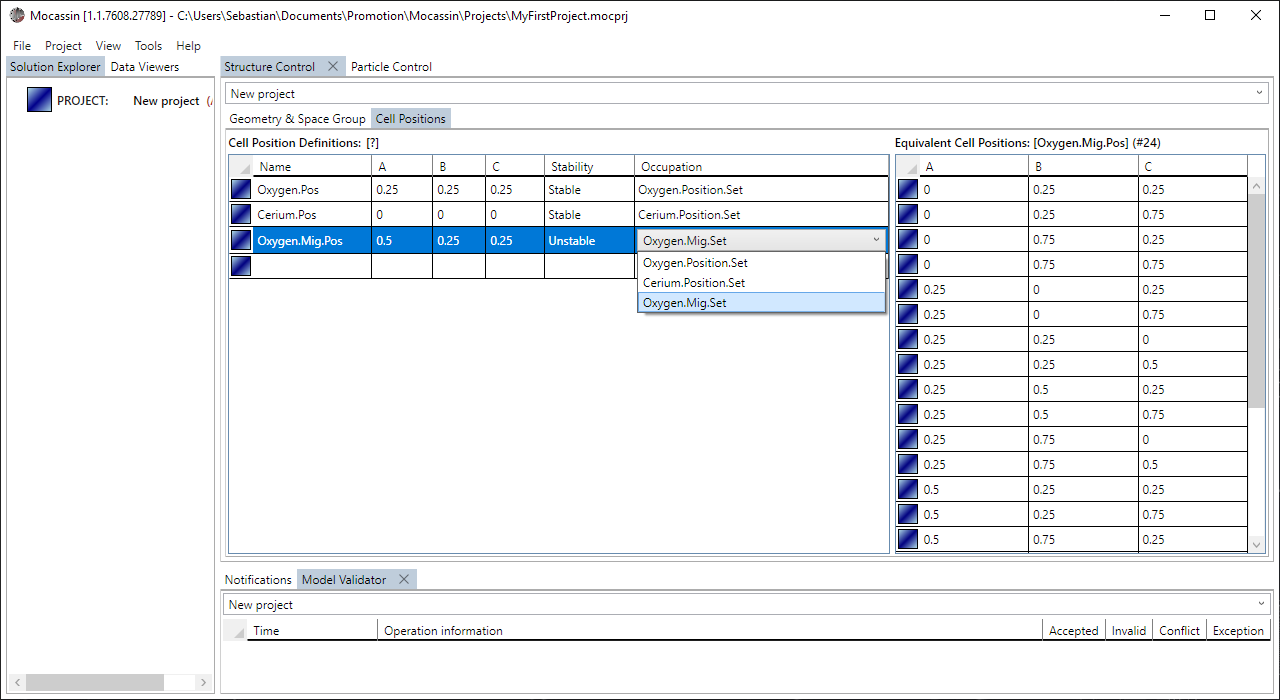 Mocassin [1.1.7608.27789] - C:\Users\Sebastian\Documents\Promotion\Mocassin\Projects\MyFirstProject.mocprj
File Project View Tools Help
Solution Explorer Data Viewers
PROJECT: New project (
Structure Control Particle Control
New project
Geometry & Space Group Cell Positions
Cell Position Definitions: [?]
Name A B C Stability Occupation
Oxygen.Pos 0.25 0.25 0.25 Stable Oxygen.Position.Set
Cerium.Pos 0 0 0 Stable Cerium.Position.Set
Oxygen.Mig.Pos 0.5 0.25 0.25 Unstable Oxygen.Mig.Set
Oxygen.Position.Set
Cerium.Position.Set
Oxygen.Mig.Set
Equivalent Cell Positions: [Oxygen.Mig.Pos] (#24)
A B C
0 0.25 0.25
0 0.25 0.75
0 0.75 0.25
0 0.75 0.75
0.25 0 0.25
0.25 0 0.75
0.25 0.25 0
0.25 0.25 0.5
0.25 0.5 0.25
0.25 0.5 0.75
0.25 0.75 0
0.25 0.75 0.5
0.5 0.25 0.25
0.5 0.25 0.75
0.5 0.75 0.25
Notifications Model Validator
New project
Time Operation information Accepted Invalid Conflict Exception